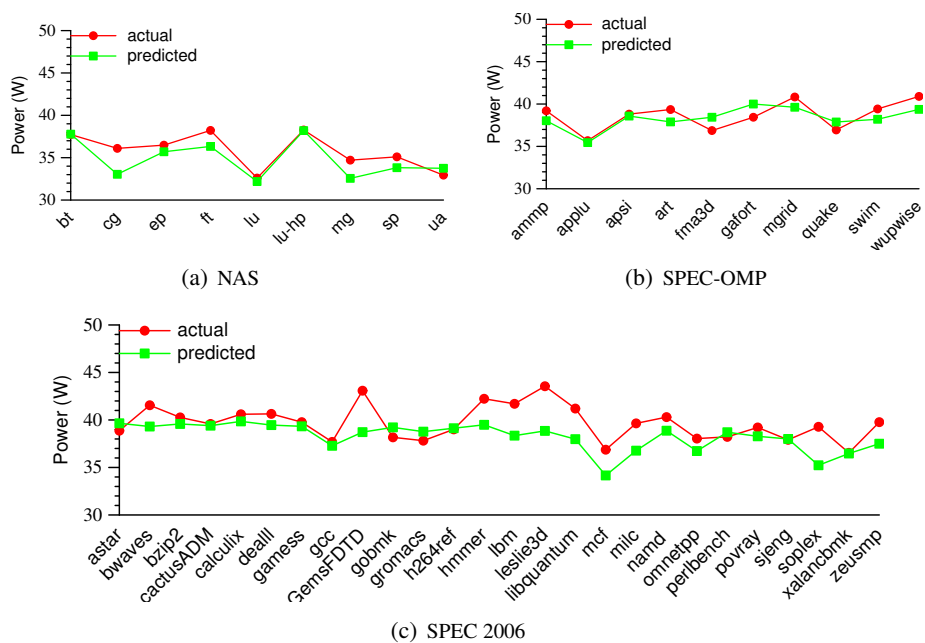 50
actual
predicted
45
40
35
30
Power (W)
bt cg ep ft lu lu-hp mg sp ua
(a) NAS
50
actual
predicted
45
40
35
30
Power (W)
ammp applu apsi art fma3d gafort mgrid quake swim wupwise
(b) SPEC-OMP
50
actual
predicted
45
40
35
30
Power (W)
astar bwaves bzip2 cactusADM calculix dealII gamess gcc GemsFDTD gobmk gromacs h264ref hmmer lbm leslie3d libquantum mcf milc namd omnetpp perlbench povray sjeng soplex xalancbmk zeusmp
(c) SPEC 2006